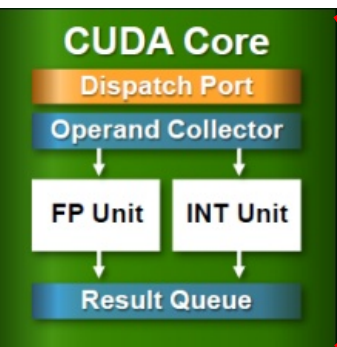 CUDA Core
Dispatch Port
Operand Collector
FP Unit INT Unit
Result Queue